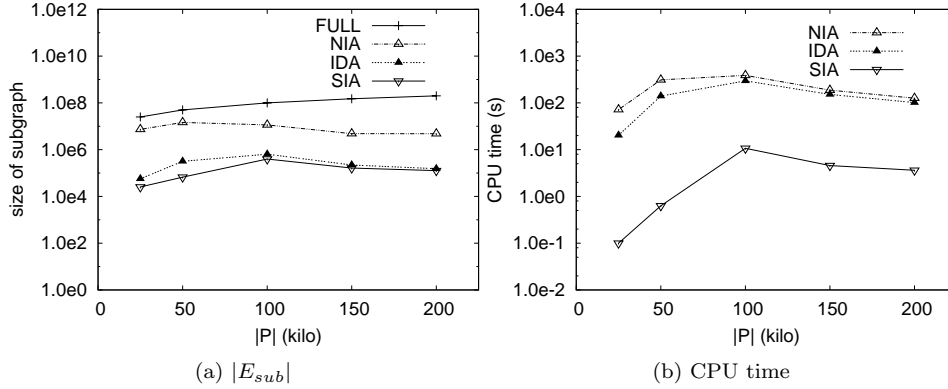 1.0e12
1.0e8
1.0e6
1.0e4
1.0e2
1.0e0
size of subgraph
FULL
NIA
IDA
SIA
0 50 100 150 200
|P| (kilo)
(a) |E_sub|
1.0e4
1.0e3
1.0e2
1.0e1
1.0e0
1.0e-1
1.0e-2
CPU time (s)
NIA
IDA
SIA
0 50 100 150 200
|P| (kilo)
(b) CPU time